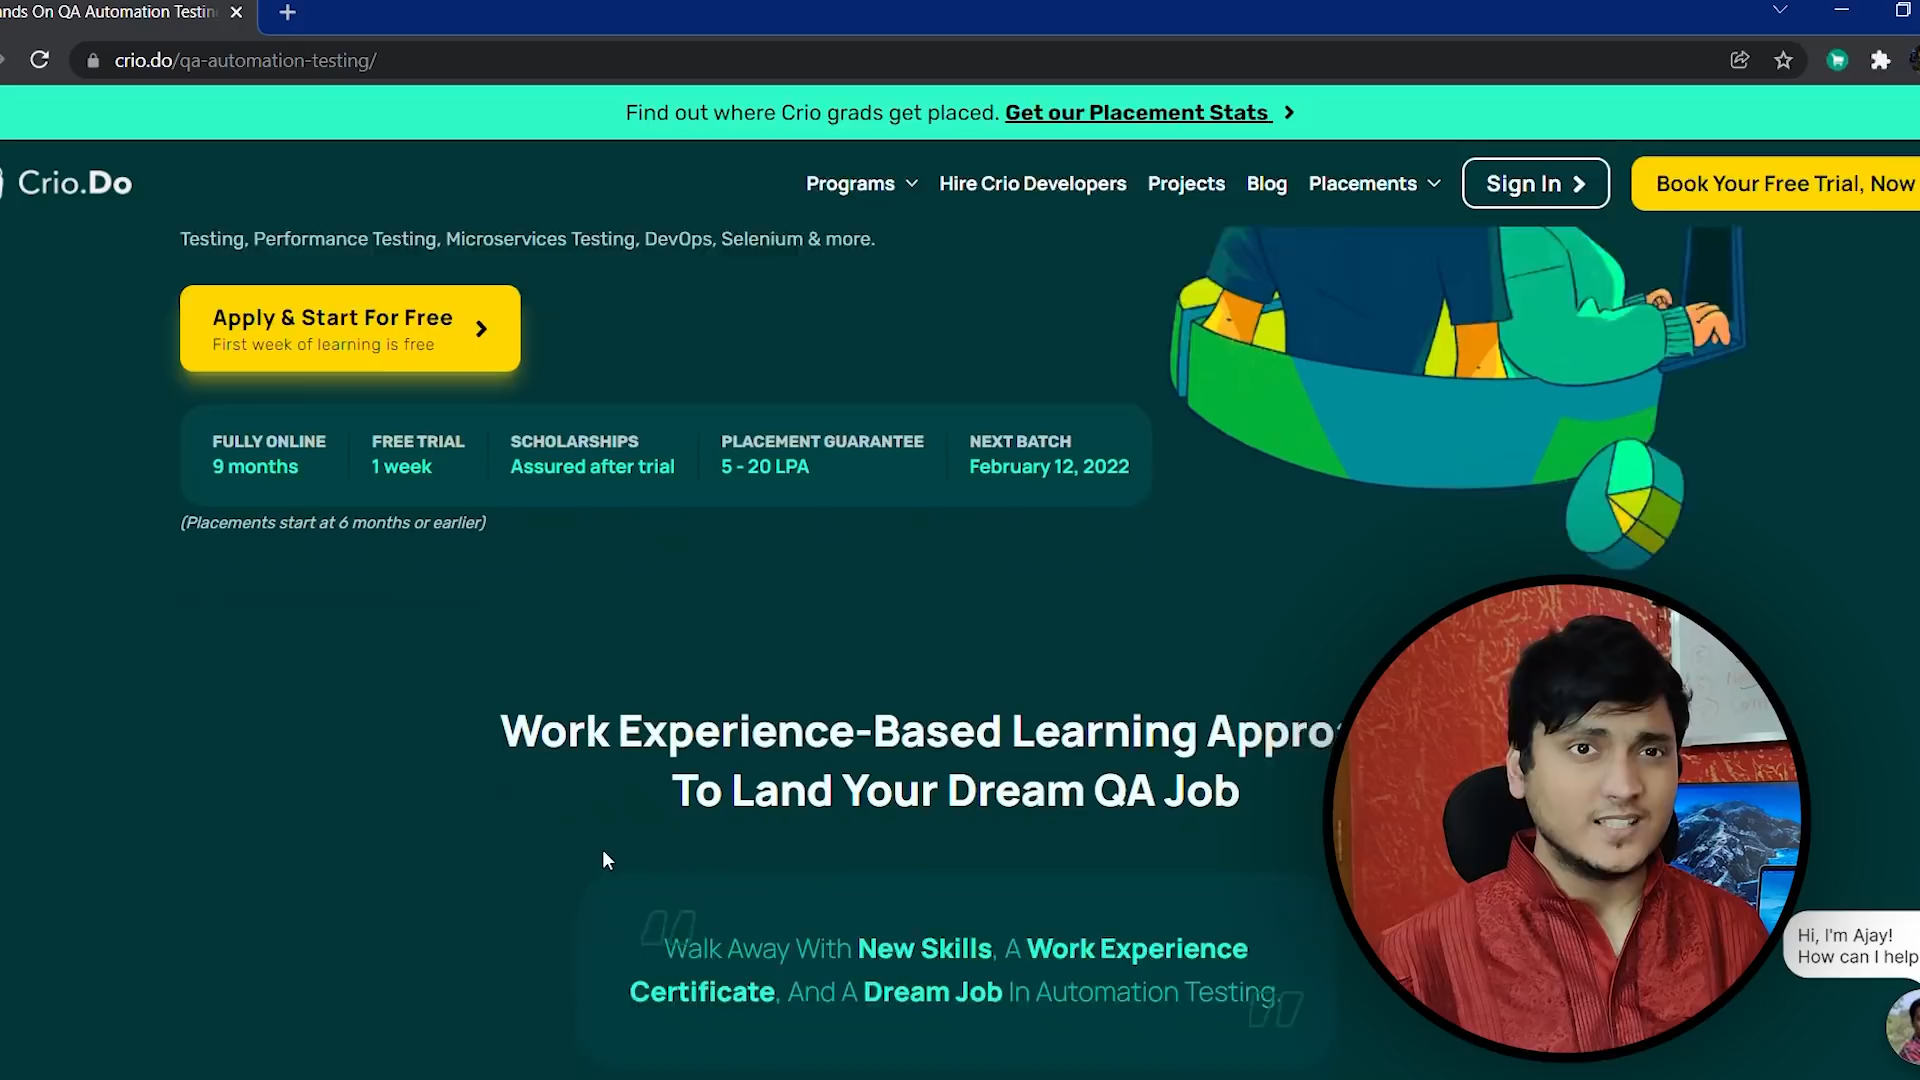 nds On QA Automation Testin
crio.do/qa-automation-testing/
Find out where Crio grads get placed. Get our Placement Stats
Crio.Do
Programs
Hire Crio Developers
Projects
Blog
Placements
Sign In
Book Your Free Trial, Now
Testing, Performance Testing, Microservices Testing, DevOps, Selenium & more.
Apply & Start For Free
First week of learning is free
FULLY ONLINE
9 months
FREE TRIAL
1 week
SCHOLARSHIPS
Assured after trial
PLACEMENT GUARANTEE
5 - 20 LPA
NEXT BATCH
February 12, 2022
(Placements start at 6 months or earlier)
Work Experience-Based Learning Approa
To Land Your Dream QA Job
Walk Away With New Skills, A Work Experience
Certificate, And A Dream Job In Automation Testing.
Hi, I'm Ajay!
How can I help